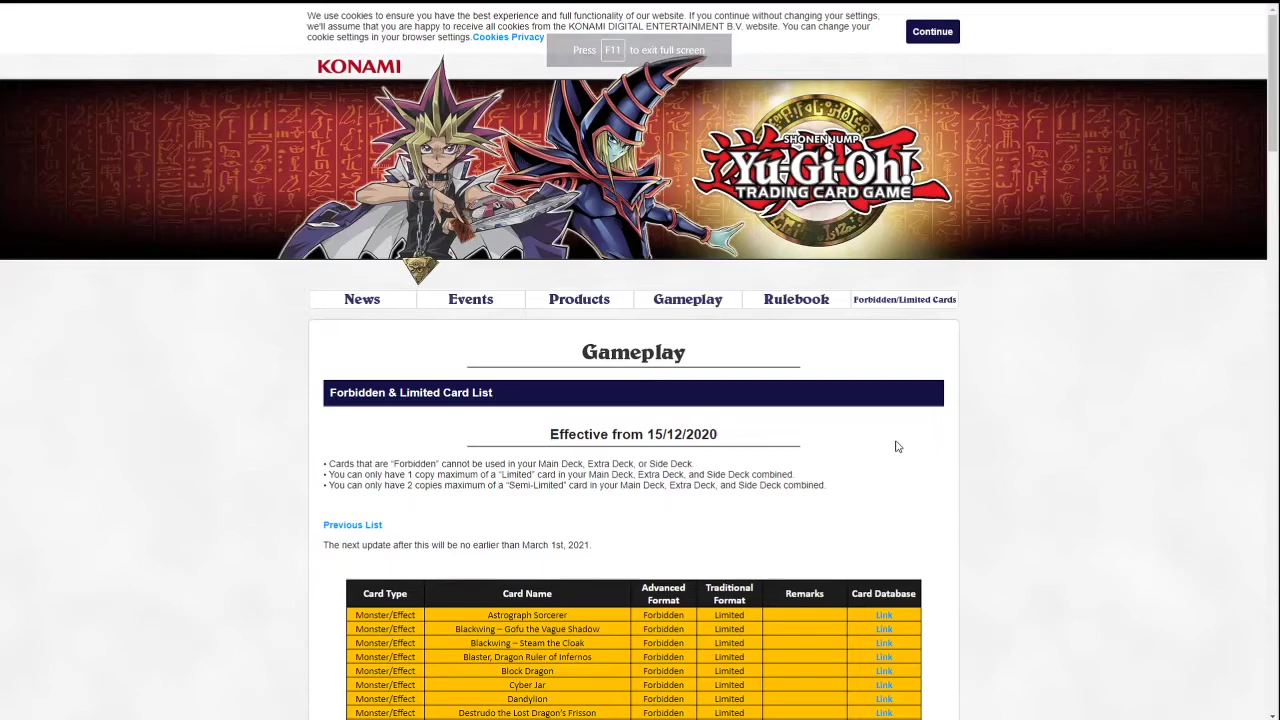 We use cookies to ensure you have the best experience and full functionality of our website. If you continue without changing your settings,
we'll assume that you are happy to receive all cookies from the KONAMI DIGITAL ENTERTAINMENT B.V. website. You can change your
cookie settings in your browser settings.Cookies Privacy
Continue
Press F11 to exit full screen
KONAMI
SHONEN JUMP
Yu-Gi-Oh!
TRADING CARD GAME
News Events Products Gameplay Rulebook Forbidden/Limited Cards
Gameplay
Forbidden & Limited Card List
Effective from 15/12/2020
• Cards that are “Forbidden” cannot be used in your Main Deck, Extra Deck, or Side Deck.
• You can only have 1 copy maximum of a “Limited” card in your Main Deck, Extra Deck, and Side Deck combined.
• You can only have 2 copies maximum of a “Semi-Limited” card in your Main Deck, Extra Deck, and Side Deck combined.
Previous List
The next update after this will be no earlier than March 1st, 2021.
Card Type Card Name Advanced Format Traditional Format Remarks Card Database
Monster/Effect Astrograph Sorcerer Forbidden Limited Link
Monster/Effect Blackwing – Gofu the Vague Shadow Forbidden Limited Link
Monster/Effect Blackwing – Steam the Cloak Forbidden Limited Link
Monster/Effect Blaster, Dragon Ruler of Infernos Forbidden Limited Link
Monster/Effect Block Dragon Forbidden Limited Link
Monster/Effect Cyber Jar Forbidden Limited Link
Monster/Effect Dandylion Forbidden Limited Link
Monster/Effect Destrudo the Lost Dragon's Frisson Forbidden Limited Link